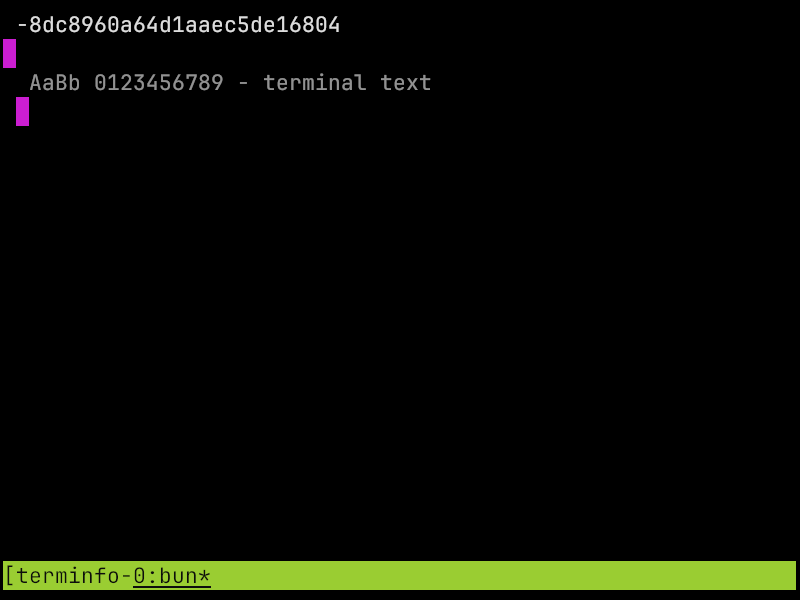 -8dc8960a64d1aaec5de16804
AaBb 0123456789 - terminal text
[terminfo-0:bun*